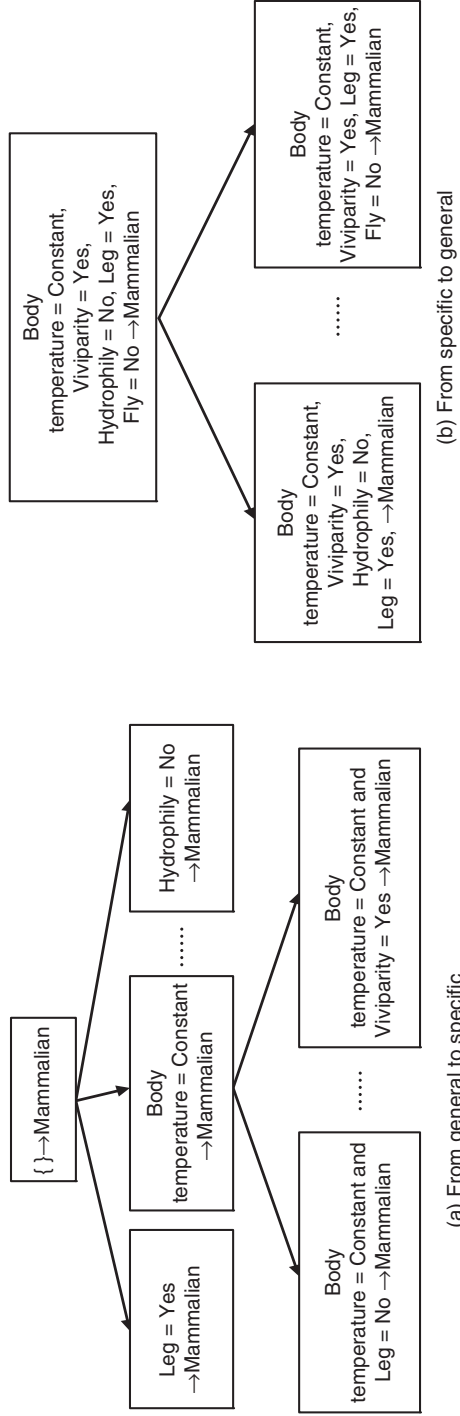 { }→Mammalian
Leg = Yes
→Mammalian
Body
temperature = Constant
→Mammalian
......
Hydrophily = No
→Mammalian
Body
temperature = Constant and
Leg = No →Mammalian
......
Body
temperature = Constant and
Viviparity = Yes →Mammalian
(a) From general to specific
Body
temperature = Constant,
Viviparity = Yes,
Hydrophily = No, Leg = Yes,
Fly = No →Mammalian
Body
temperature = Constant,
Viviparity = Yes,
Hydrophily = No,
Leg = Yes, →Mammalian
......
Body
temperature = Constant,
Viviparity = Yes, Leg = Yes,
Fly = No →Mammalian
(b) From specific to general